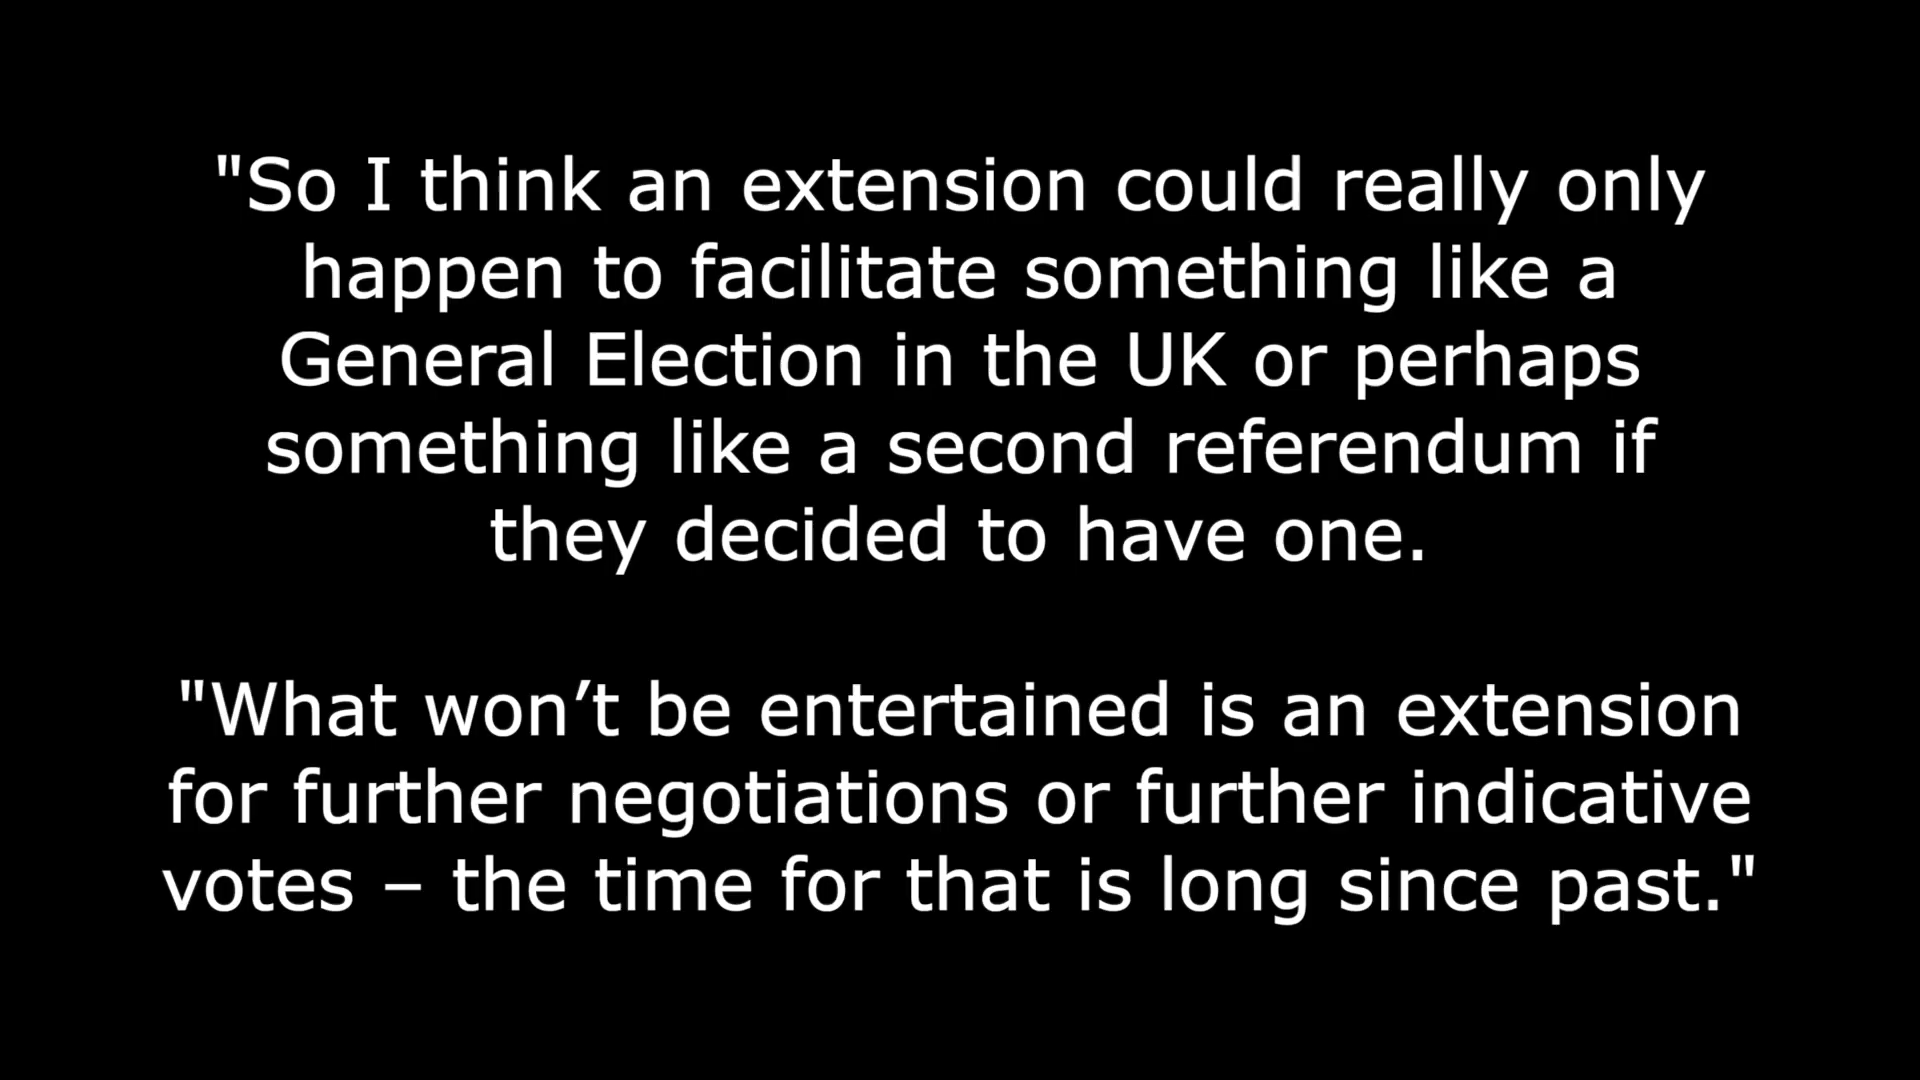 "So I think an extension could really only
happen to facilitate something like a
General Election in the UK or perhaps
something like a second referendum if
they decided to have one.
"What won’t be entertained is an extension
for further negotiations or further indicative
votes – the time for that is long since past."